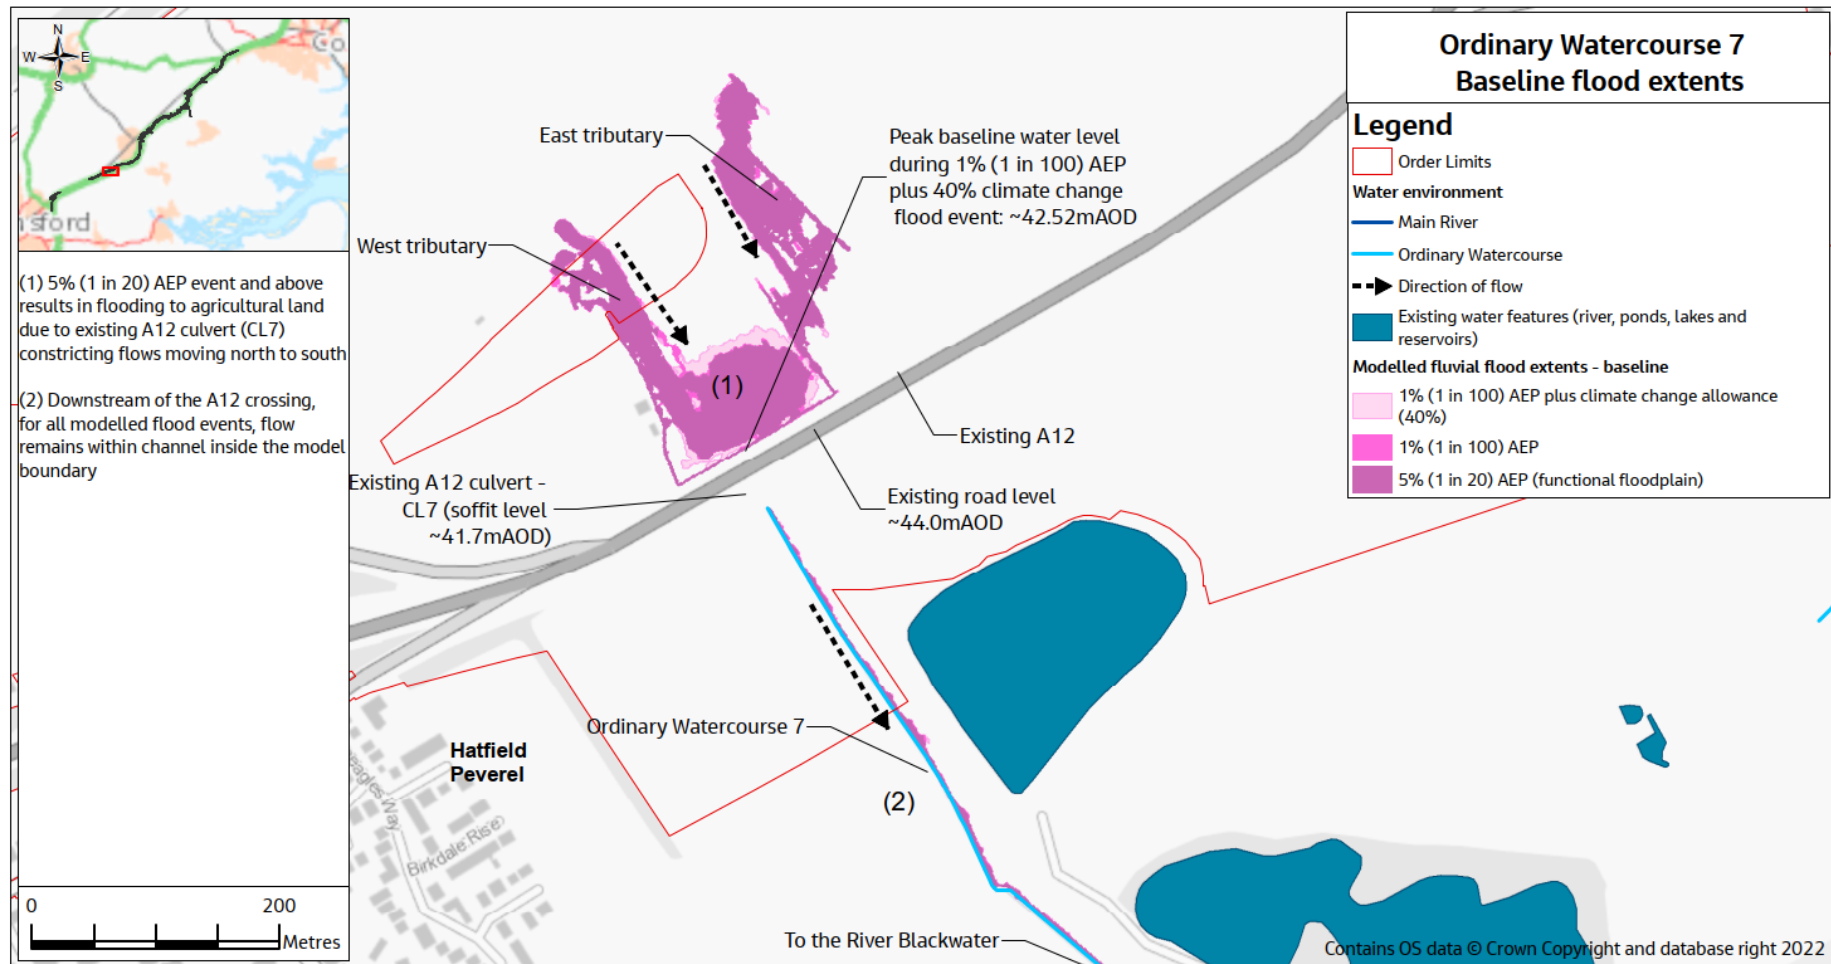 Ordinary Watercourse 7
Baseline flood extents
N
W
E
S
Co
nsford
(1) 5% (1 in 20) AEP event and above
results in flooding to agricultural land
due to existing A12 culvert (CL7)
constricting flows moving north to south
(2) Downstream of the A12 crossing,
for all modelled flood events, flow
remains within channel inside the model
boundary
0
200
Metres
East tributary
West tributary
Peak baseline water level
during 1% (1 in 100) AEP
plus 40% climate change
flood event: ~42.52mAOD
(1)
Existing A12
Existing A12 culvert -
CL7 (soffit level
~41.7mAOD)
Existing road level
~44.0mAOD
Ordinary Watercourse 7
Hatfield
Peverel
(2)
eagles Way
Birkdale Rise
To the River Blackwater
Legend
Order Limits
Water environment
Main River
Ordinary Watercourse
Direction of flow
Existing water features (river, ponds, lakes and
reservoirs)
Modelled fluvial flood extents - baseline
1% (1 in 100) AEP plus climate change allowance
(40%)
1% (1 in 100) AEP
5% (1 in 20) AEP (functional floodplain)
Contains OS data © Crown Copyright and database right 2022